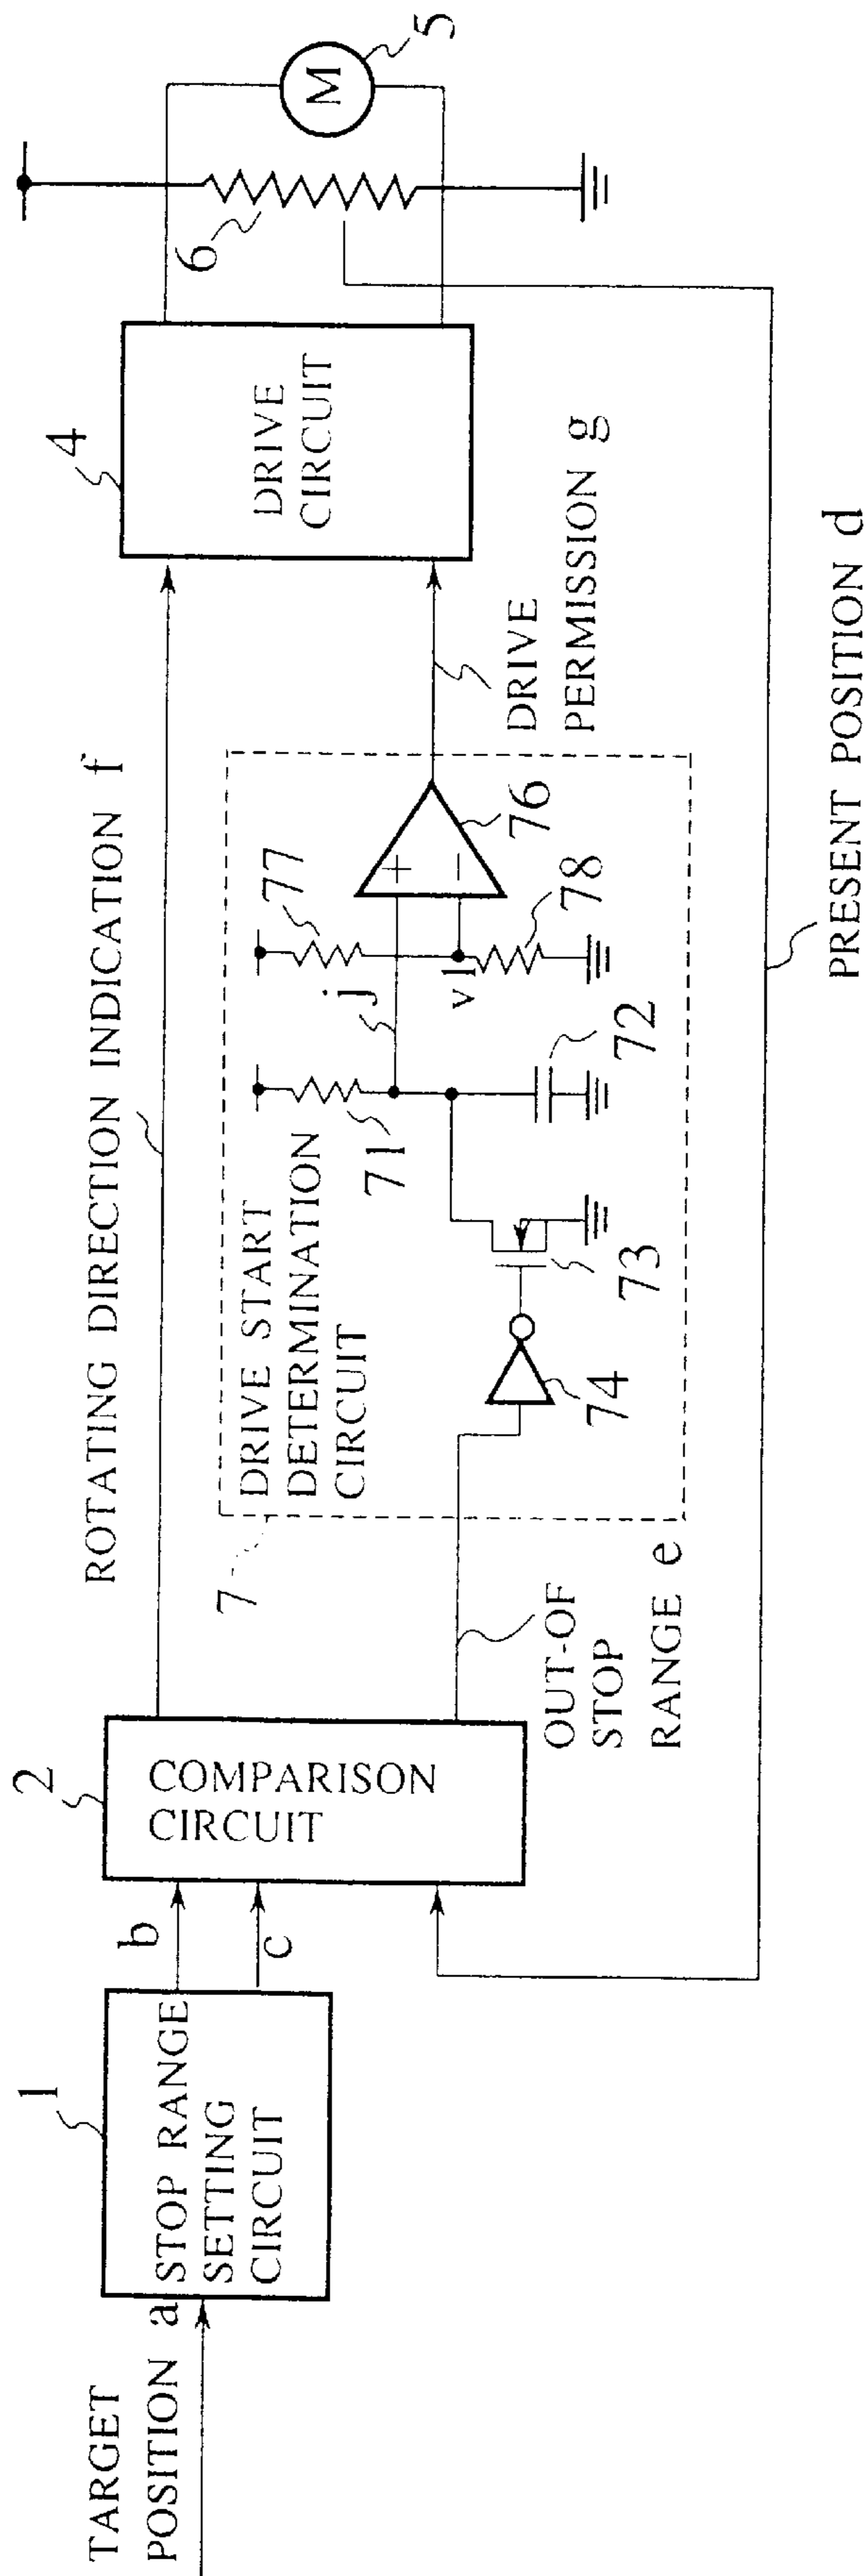 TARGET
POSITION a
1
STOP RANGE
SETTING
CIRCUIT
b
c
2
COMPARISON
CIRCUIT
ROTATING DIRECTION INDICATION f
OUT-OF
STOP
RANGE e
7
DRIVE START
DETERMINATION
CIRCUIT
74
73
71
72
j
v1
77
78
+
−
76
DRIVE
PERMISSION g
4
DRIVE
CIRCUIT
6
M
5
PRESENT POSITION d